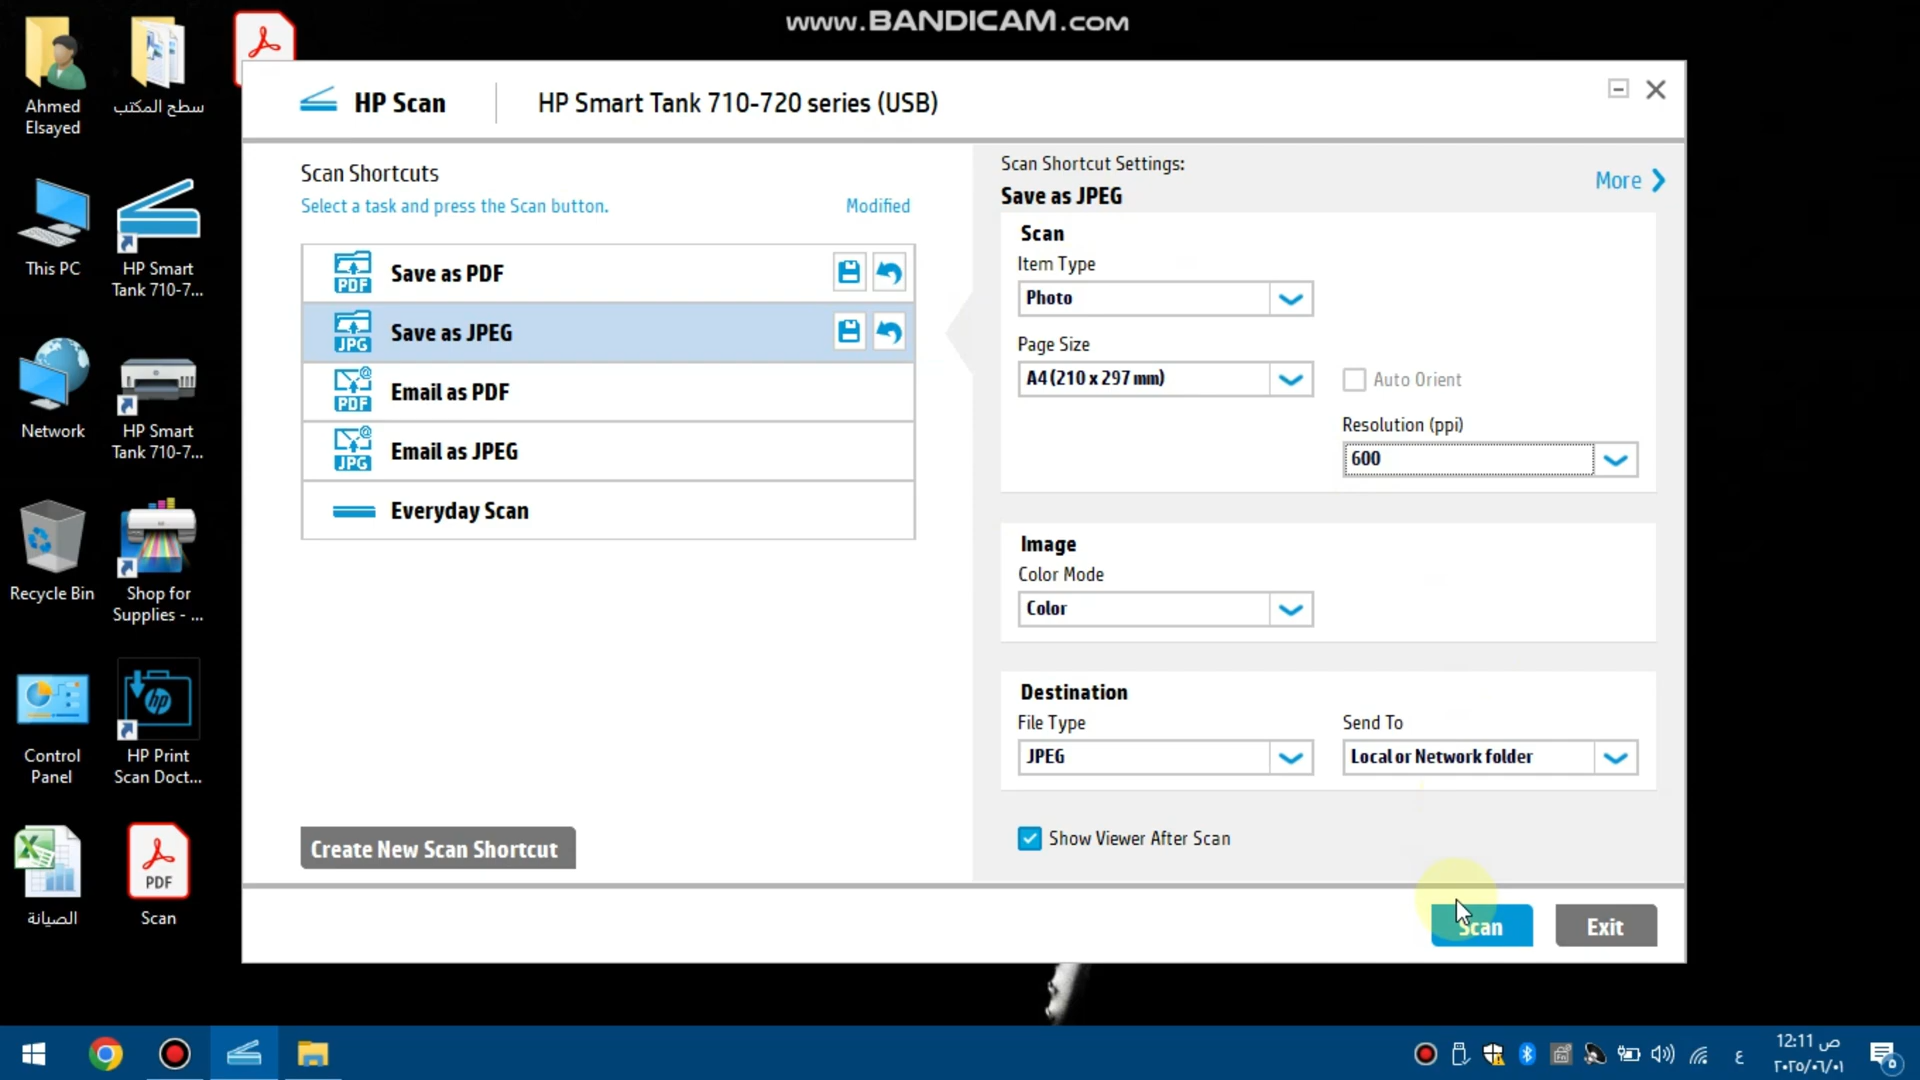 www.BANDICAM.com
Ahmed
Elsayed
سطح المكتب
This PC
HP Smart
Tank 710-7...
Network
HP Smart
Tank 710-7...
Recycle Bin
Shop for
Supplies - ...
Control
Panel
HP Print
Scan Doct...
الصيانة
PDF
Scan
HP Scan
HP Smart Tank 710-720 series (USB)
Scan Shortcuts
Select a task and press the Scan button.
Modified
PDF
Save as PDF
JPG
Save as JPEG
PDF
Email as PDF
JPG
Email as JPEG
Everyday Scan
Create New Scan Shortcut
Scan Shortcut Settings:
More
Save as JPEG
Scan
Item Type
Photo
Page Size
A4 (210 x 297 mm)
Auto Orient
Resolution (ppi)
600
Image
Color Mode
Color
Destination
File Type
JPEG
Send To
Local or Network folder
Show Viewer After Scan
Scan
Exit
ع
12:11 ص
٢٠٢٥/٠٦/٠١